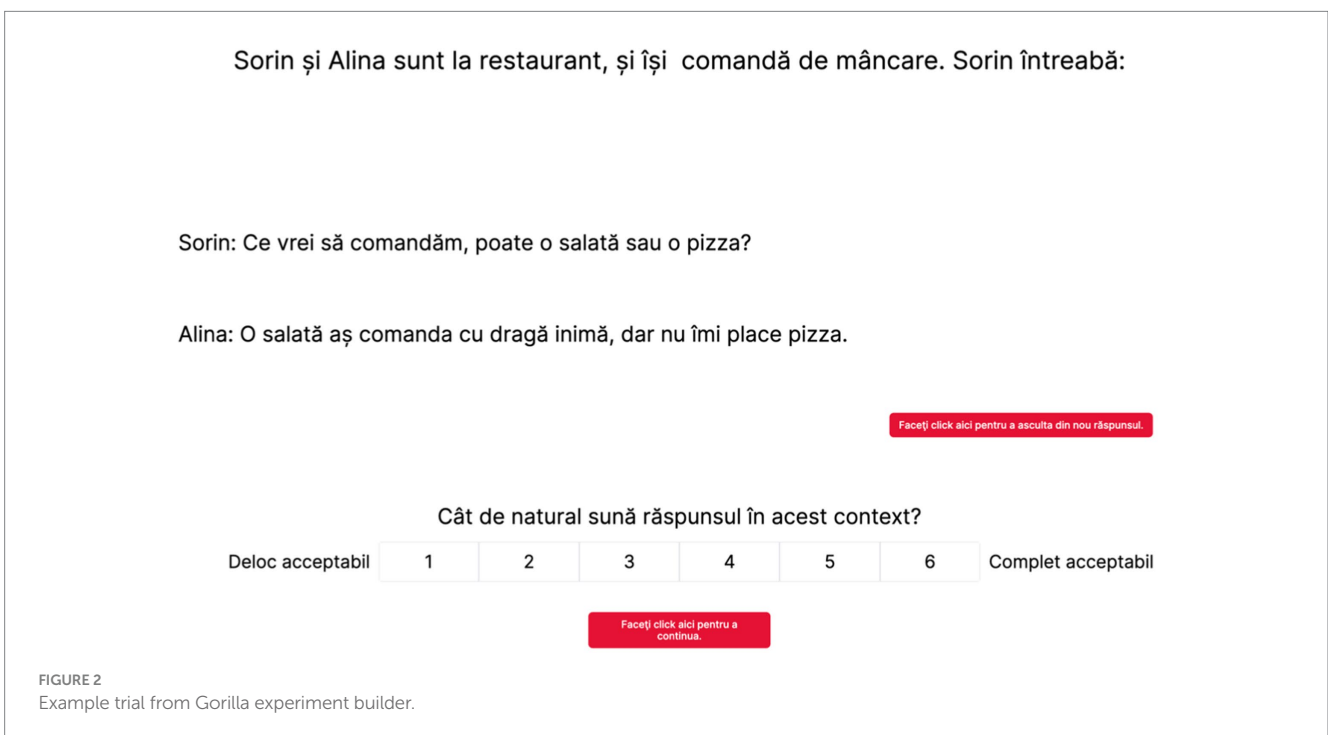 Sorin și Alina sunt la restaurant, și își  comandă de mâncare. Sorin întreabă:
Sorin: Ce vrei să comandăm, poate o salată sau o pizza?
Alina: O salată aș comanda cu dragă inimă, dar nu îmi place pizza.
Faceți click aici pentru a asculta din nou răspunsul.
Cât de natural sună răspunsul în acest context?
Deloc acceptabil 1 2 3 4 5 6 Complet acceptabil
Faceți click aici pentru a
continua.
FIGURE 2
Example trial from Gorilla experiment builder.